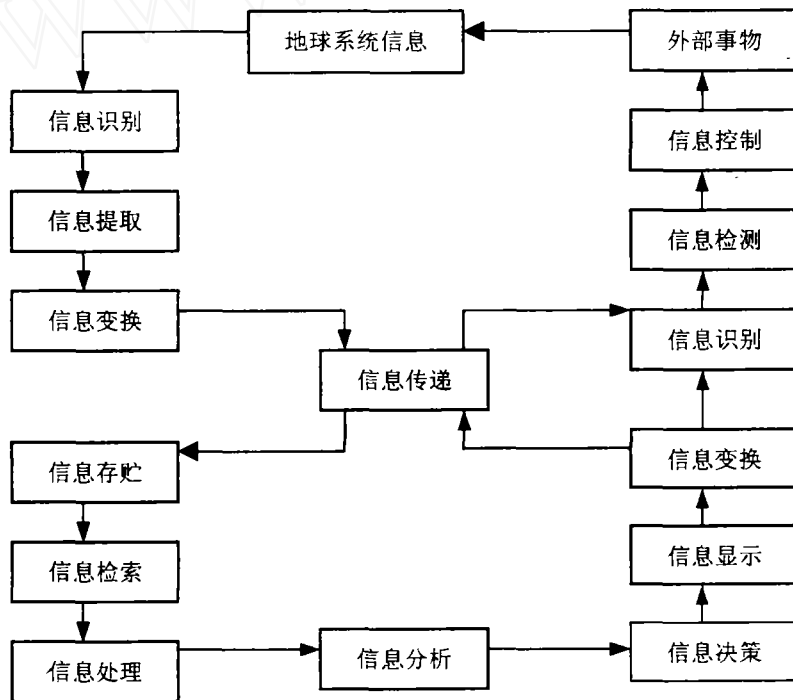 地球系统信息
外部事物
信息识别
信息控制
信息提取
信息检测
信息变换
信息识别
信息传递
信息存贮
信息变换
信息检索
信息显示
信息处理
信息分析
信息决策